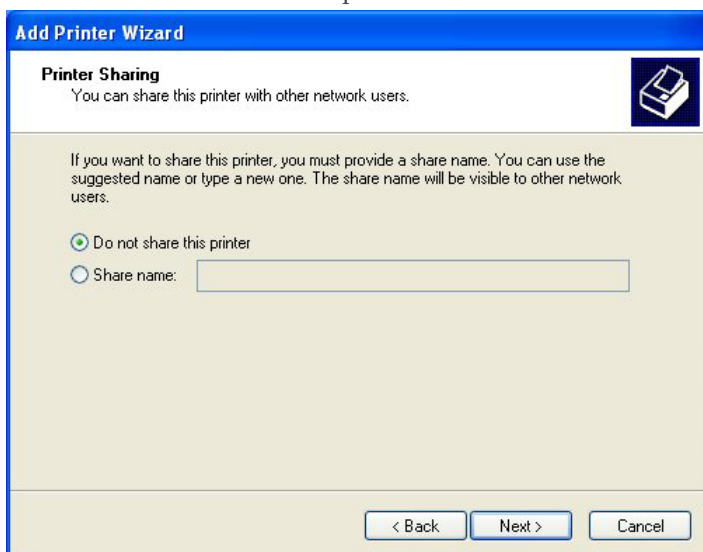 Add Printer Wizard
Printer Sharing
You can share this printer with other network users.
If you want to share this printer, you must provide a share name. You can use the
suggested name or type a new one. The share name will be visible to other network
users.
Do not share this printer
Share name:
< Back
Next >
Cancel